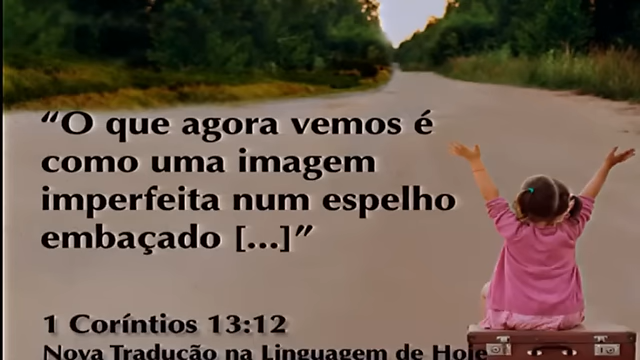 “O que agora vemos é
como uma imagem
imperfeita num espelho
embaçado [...]”
1 Coríntios 13:12
Nova Tradução na Linguagem de Hoje